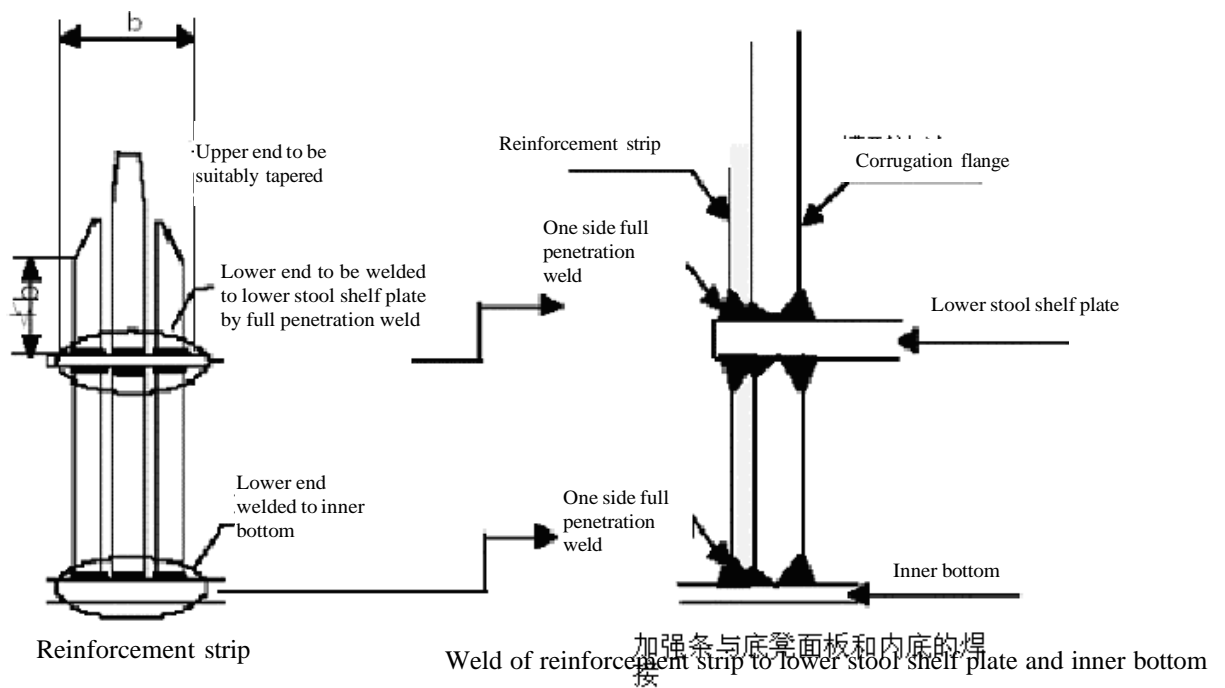 b
Upper end to be
suitably tapered
b
Lower end to be welded
to lower stool shelf plate
by full penetration weld
Lower end
welded to inner
bottom
Reinforcement strip
Reinforcement strip
Corrugation flange
One side full
penetration
weld
Lower stool shelf plate
One side full
penetration
weld
Inner bottom
加强条与底凳面板和内底的焊
接
Weld of reinforcement strip to lower stool shelf plate and inner bottom